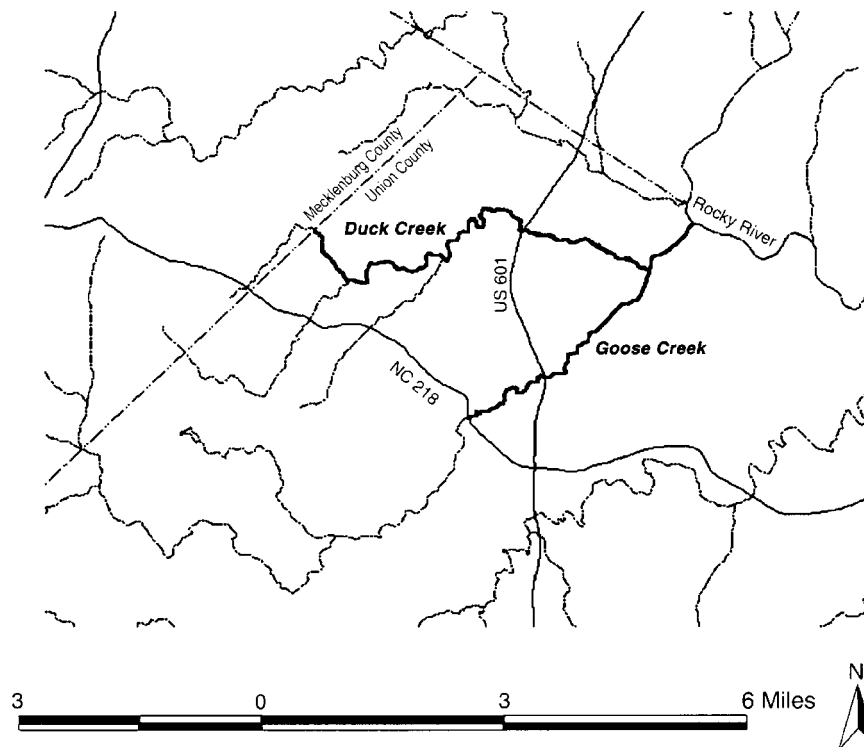 Mecklenburg County
Union County
Duck Creek
Rocky River
US 601
Goose Creek
NC 218
N
3 0 3 6 Miles